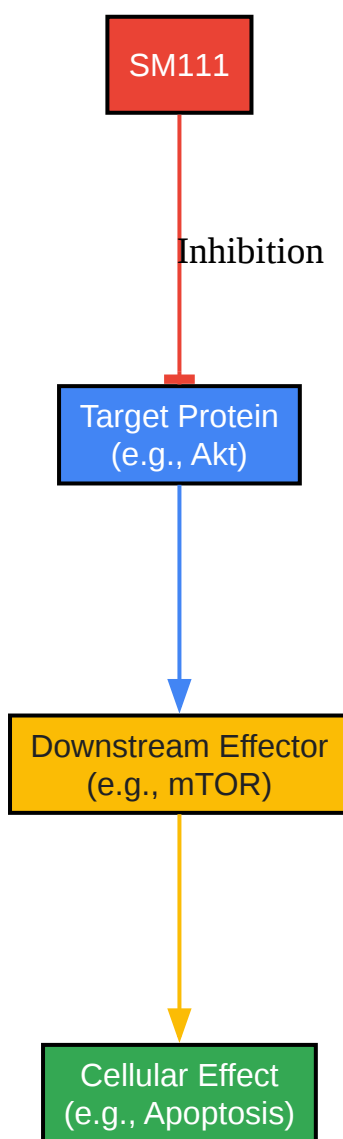 SM111
Inhibition
Target Protein
(e.g., Akt)
Downstream Effector
(e.g., mTOR)
Cellular Effect
(e.g., Apoptosis)